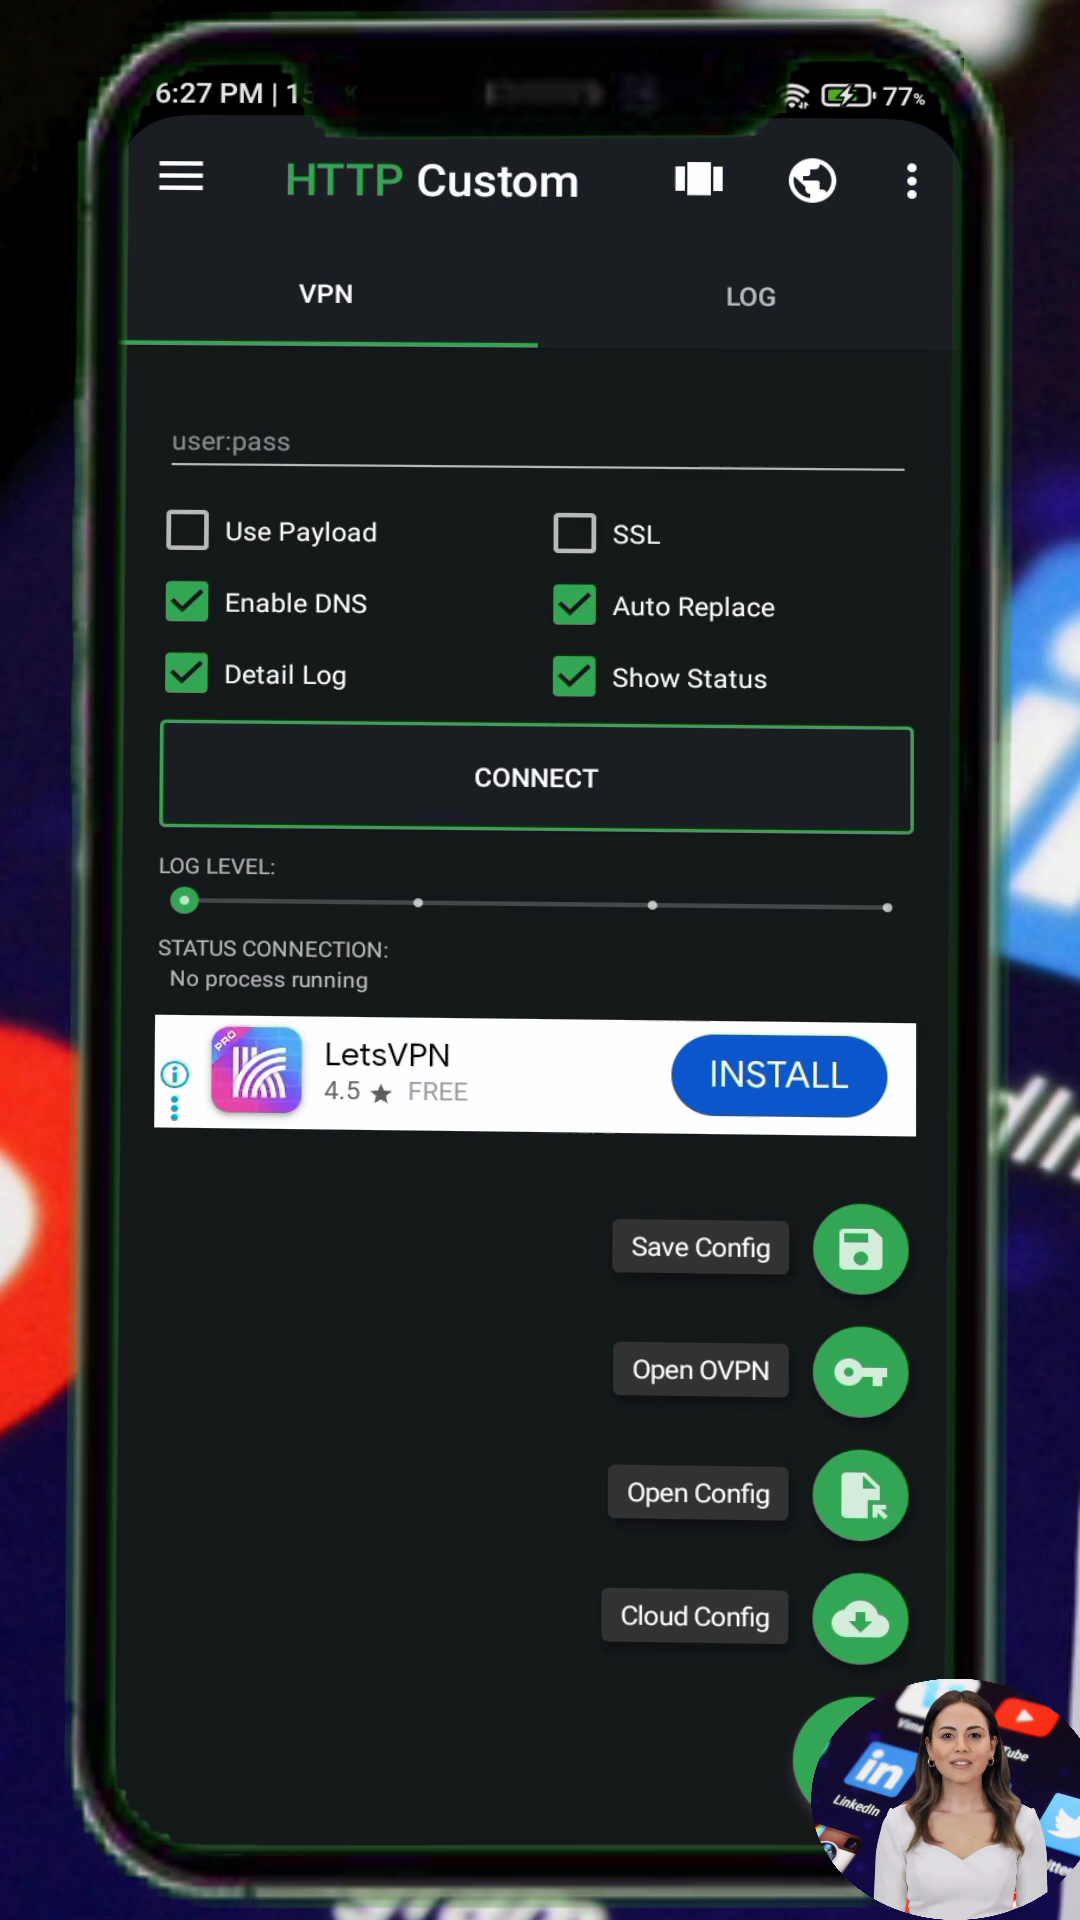 6:27 PM | 1
77%
HTTP Custom
VPN
LOG
user:pass
Use Payload
SSL
Enable DNS
Auto Replace
Detail Log
Show Status
CONNECT
LOG LEVEL:
STATUS CONNECTION:
No process running
PRO
LetsVPN
4.5 ★ FREE
INSTALL
Save Config
Open OVPN
Open Config
Cloud Config
in
LinkedIn